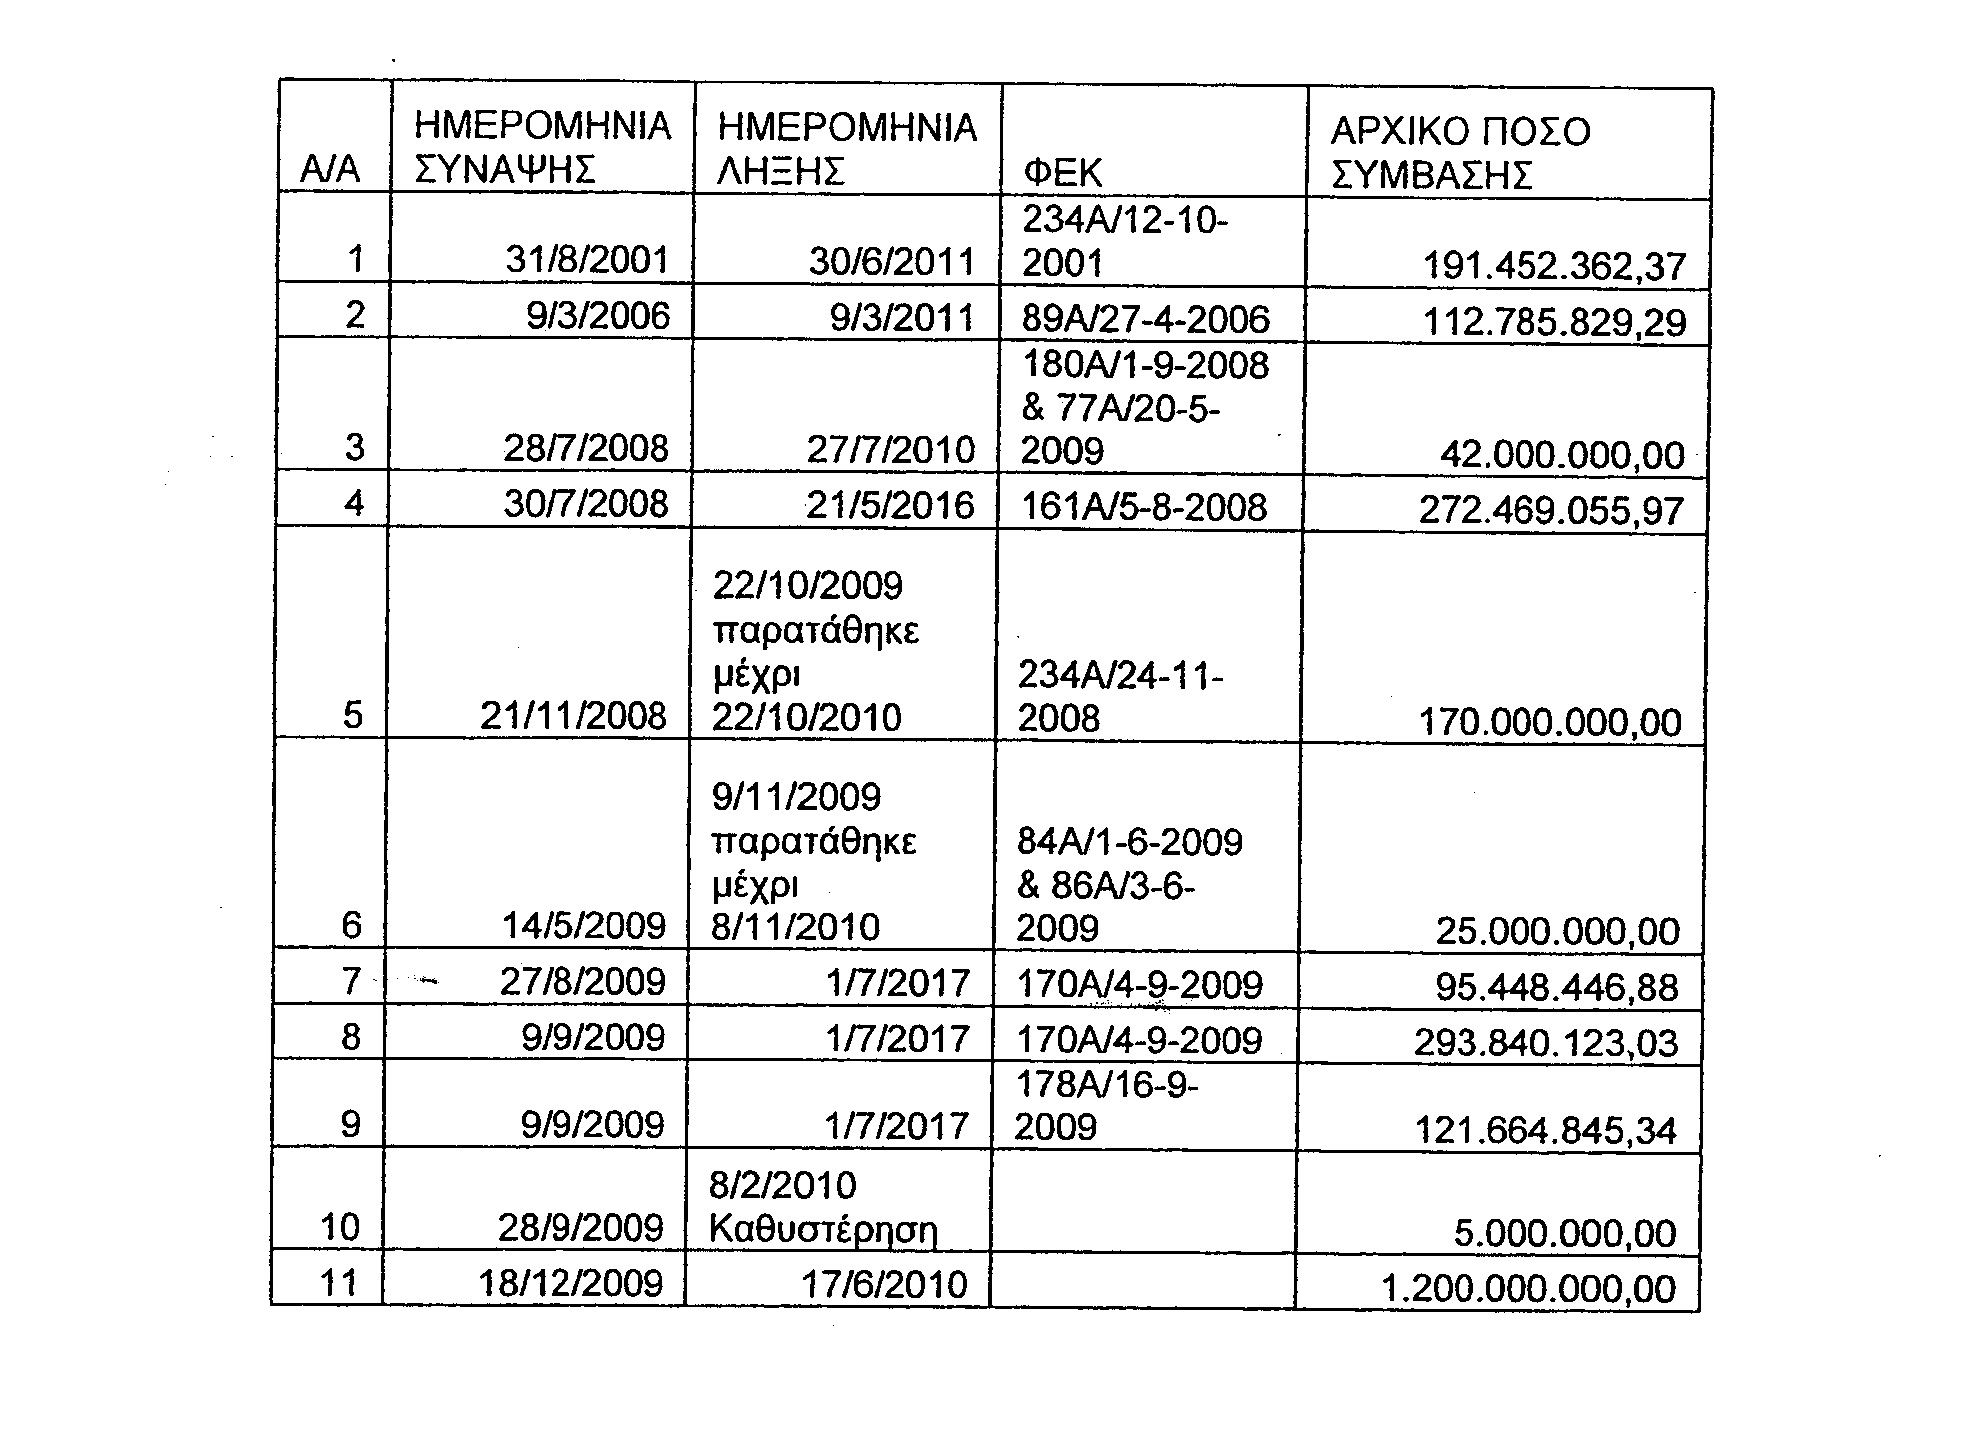 Α/Α ΗΜΕΡΟΜΗΝΙΑ ΣΥΝΑΨΗΣ ΗΜΕΡΟΜΗΝΙΑ ΛΗΞΗΣ ΦΕΚ ΑΡΧΙΚΟ ΠΟΣΟ ΣΥΜΒΑΣΗΣ
1 31/8/2001 30/6/2011 234Α/12-10-2001 191.452.362,37
2 9/3/2006 9/3/2011 89Α/27-4-2006 112.785.829,29
3 28/7/2008 27/7/2010 180Α/1-9-2008 & 77Α/20-5-2009 42.000.000,00
4 30/7/2008 21/5/2016 161Α/5-8-2008 272.469.055,97
5 21/11/2008 22/10/2009 παρατάθηκε μέχρι 22/10/2010 234Α/24-11-2008 170.000.000,00
6 14/5/2009 9/11/2009 παρατάθηκε μέχρι 8/11/2010 84Α/1-6-2009 & 86Α/3-6-2009 25.000.000,00
7 27/8/2009 1/7/2017 170Α/4-9-2009 95.448.446,88
8 9/9/2009 1/7/2017 170Α/4-9-2009 293.840.123,03
9 9/9/2009 1/7/2017 178Α/16-9-2009 121.664.845,34
10 28/9/2009 8/2/2010 Καθυστέρηση 5.000.000,00
11 18/12/2009 17/6/2010 1.200.000.000,00